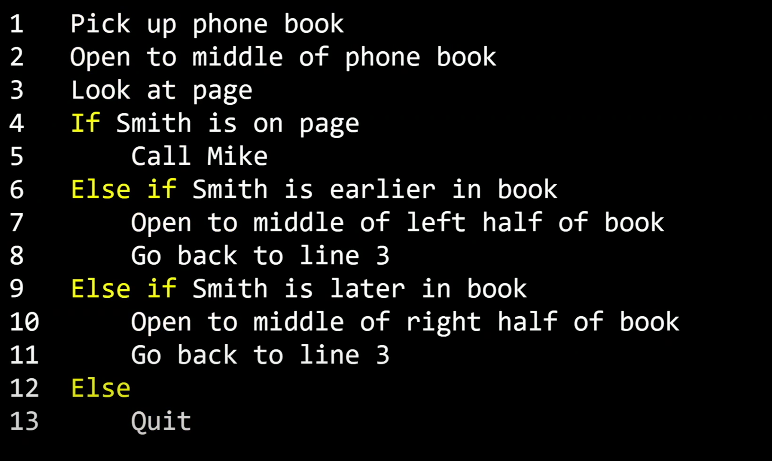 1 Pick up phone book
2 Open to middle of phone book
3 Look at page
4 If Smith is on page
5 Call Mike
6 Else if Smith is earlier in book
7 Open to middle of left half of book
8 Go back to line 3
9 Else if Smith is later in book
10 Open to middle of right half of book
11 Go back to line 3
12 Else
13 Quit